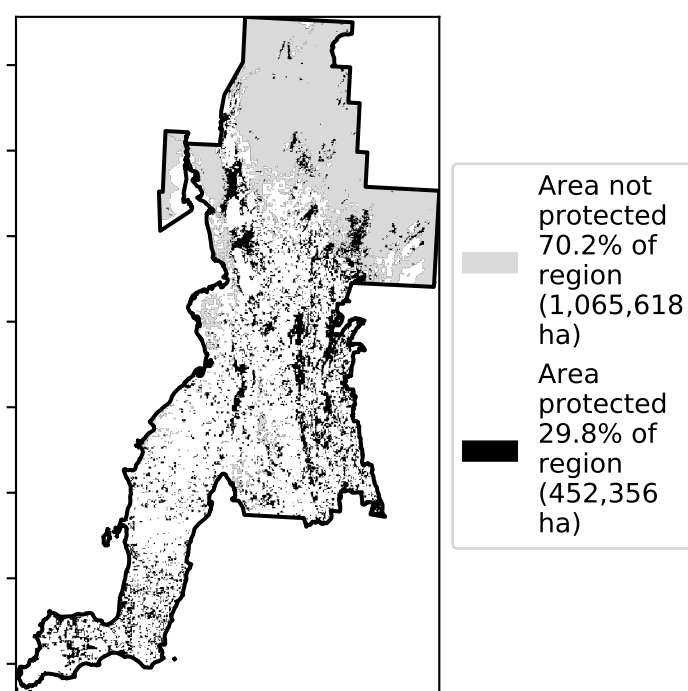 Area not
protected
70.2% of
region
(1,065,618
ha)
Area
protected
29.8% of
region
(452,356
ha)